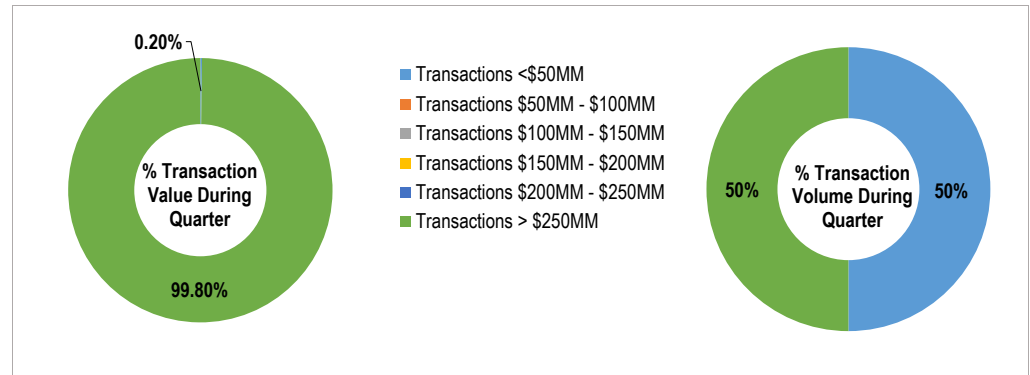 0.20%
% Transaction
Value During
Quarter
99.80%
Transactions <$50MM
Transactions $50MM - $100MM
Transactions $100MM - $150MM
Transactions $150MM - $200MM
Transactions $200MM - $250MM
Transactions > $250MM
50%
% Transaction
Volume During
Quarter
50%